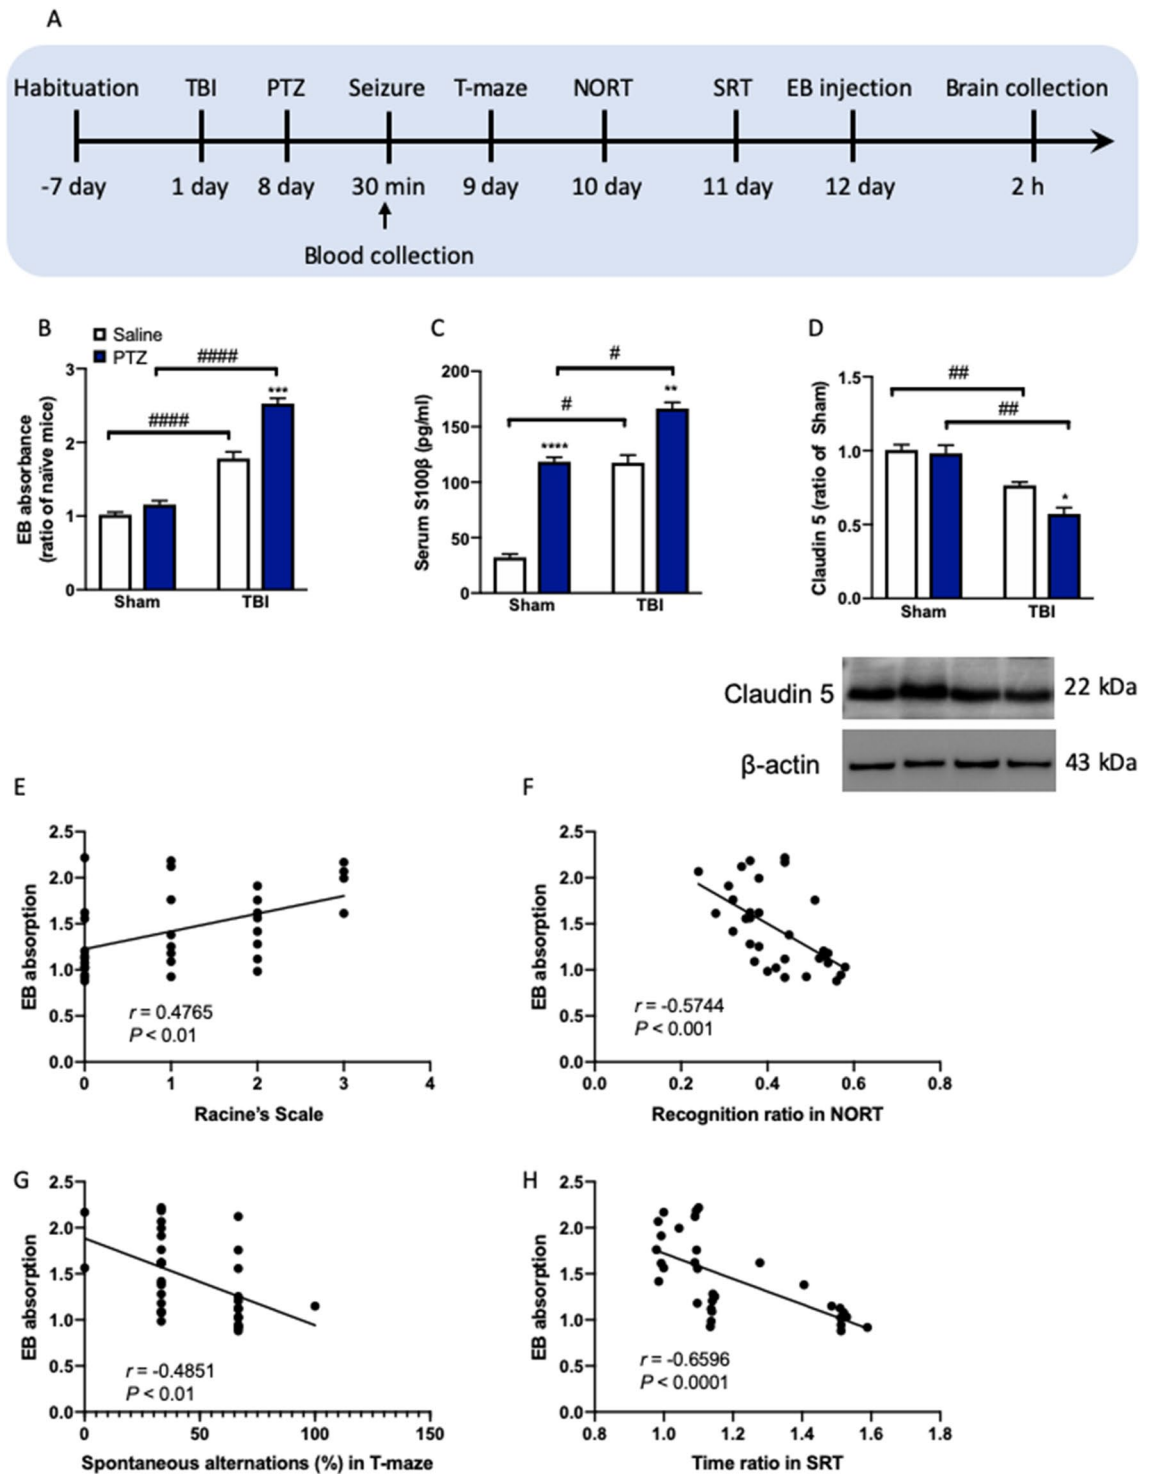 A
Habituation TBI PTZ Seizure T-maze NORT SRT EB injection Brain collection
-7 day 1 day 8 day 30 min 9 day 10 day 11 day 12 day 2 h
Blood collection
B
Saline
PTZ
####
####
***
3
2
1
0
EB absorbance
(ratio of naïve mice)
Sham TBI
C
#
#
****
**
200
150
100
50
0
Serum S100β (pg/ml)
Sham TBI
D
##
##
*
1.5
1.0
0.5
0.0
Claudin 5 (ratio of Sham)
Sham TBI
Claudin 5 22 kDa
β-actin 43 kDa
E
2.5
2.0
1.5
1.0
0.5
0.0
EB absorption
r = 0.4765
P < 0.01
0 1 2 3 4
Racine's Scale
F
2.5
2.0
1.5
1.0
0.5
0.0
EB absorption
r = -0.5744
P < 0.001
0.0 0.2 0.4 0.6 0.8
Recognition ratio in NORT
G
2.5
2.0
1.5
1.0
0.5
0.0
EB absorption
r = -0.4851
P < 0.01
0 50 100 150
Spontaneous alternations (%) in T-maze
H
2.5
2.0
1.5
1.0
0.5
0.0
EB absorption
r = -0.6596
P < 0.0001
0.8 1.0 1.2 1.4 1.6 1.8
Time ratio in SRT